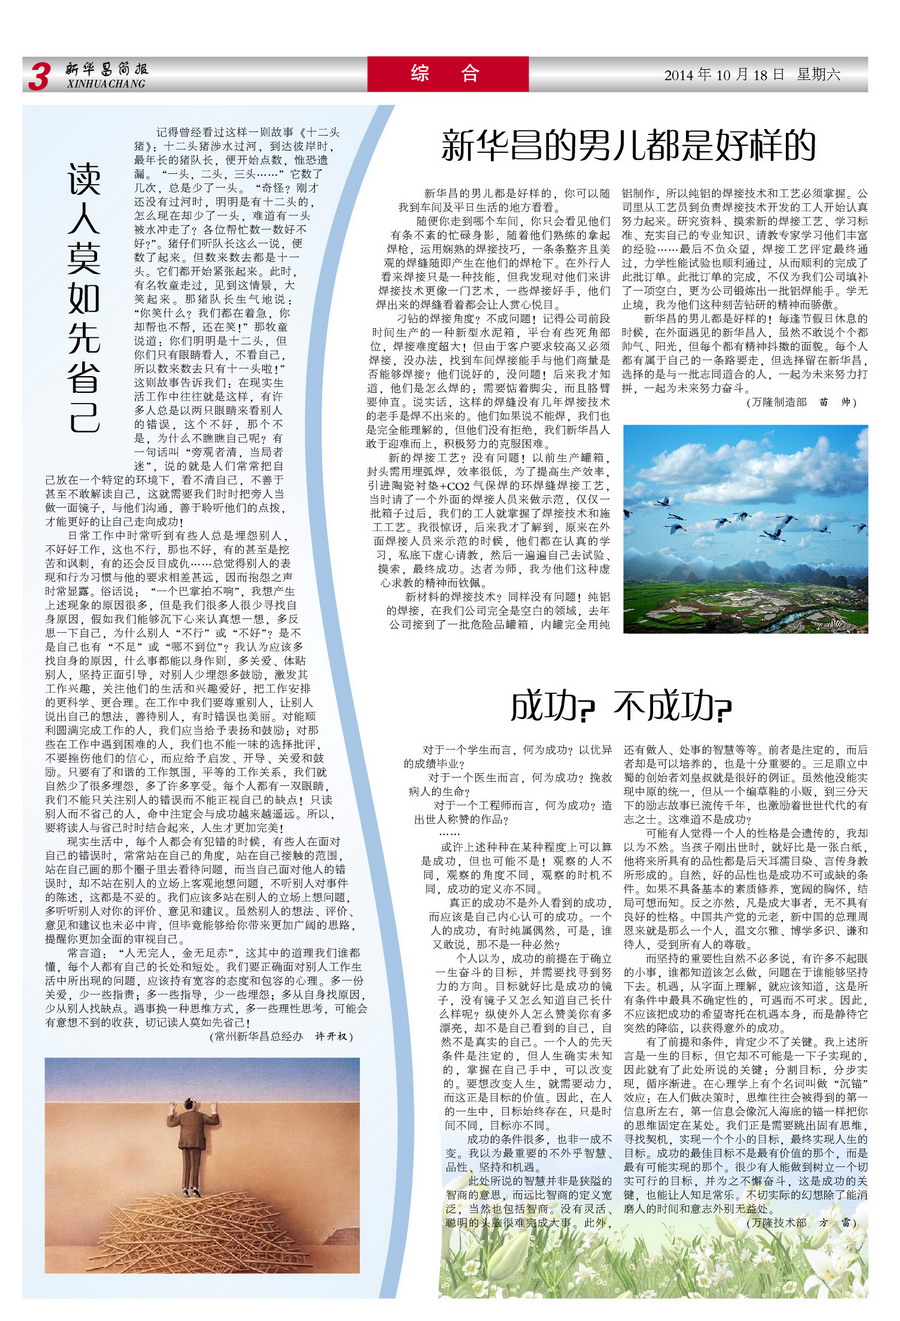 3
新华昌简报
XINHUACHANG
综 合
2014 年 10 月 18 日 星期六
读人莫如先省己
记得曾经看过这样一则故事《十二头
猪》：十二头猪涉水过河，到达彼岸时，
最年长的猪队长，便开始点数，惟恐遗
漏。“一头，二头，三头……”它数了
几次，总是少了一头。“奇怪？刚才
还没有过河时，明明是有十二头的，
怎么现在却少了一头，难道有一头
被水冲走了？各位帮忙数一数好不
好？”。猪仔们听队长这么一说，便
数了起来。但数来数去都是十一
头。它们都开始紧张起来。此时，
有名牧童走过，见到这情景，大
笑起来。那猪队长生气地说：
“你笑什么？我们都在着急，你
却帮也不帮，还在笑！”那牧童
说道：你们明明是十二头，但
你们只有眼睛看人，不看自己，
所以数来数去只有十一头啦！”
这则故事告诉我们：在现实生
活工作中往往就是这样，有许
多人总是以两只眼睛来看别人
的错误，这个不好，那个不
是，为什么不瞧瞧自己呢？有
一句话叫“旁观者清，当局者
迷”，说的就是人们常常把自
己放在一个特定的环境下，看不清自己，不善于
甚至不敢解读自己，这就需要我们时时把旁人当
做一面镜子，与他们沟通，善于聆听他们的点拨，
才能更好的让自己走向成功！
日常工作中时常听到有些人总是埋怨别人，
不好好工作，这也不行，那也不好，有的甚至是挖
苦和讽刺，有的还会反目成仇……总觉得别人的表
现和行为习惯与他的要求相差甚远，因而抱怨之声
时常显露。俗话说：“一个巴掌拍不响”，我想产生
上述现象的原因很多，但是我们很多人很少寻找自
身原因，假如我们能够沉下心来认真想一想，多反
思一下自己，为什么别人“不行”或“不好”？是不
是自己也有“不足”或“哪不到位”？我认为应该多
找自身的原因，什么事都能以身作则，多关爱、体贴
别人，坚持正面引导，对别人少埋怨多鼓励，激发其
工作兴趣，关注他们的生活和兴趣爱好，把工作安排
的更科学、更合理。在工作中我们要尊重别人，让别人
说出自己的想法，善待别人，有时错误也美丽。对能顺
利圆满完成工作的人，我们应当给予表扬和鼓励；对那
些在工作中遇到困难的人，我们也不能一味的选择批评，
不要挫伤他们的信心，而应给予启发、开导、关爱和鼓
励。只要有了和谐的工作氛围，平等的工作关系，我们就
自然少了很多埋怨，多了许多享受。每个人都有一双眼睛，
我们不能只关注别人的错误而不能正视自己的缺点！只读
别人而不省己的人，命中注定会与成功越来越遥远。所以，
要将读人与省己时时结合起来，人生才更加完美！
现实生活中，每个人都会有犯错的时候，有些人在面对
自己的错误时，常常站在自己的角度，站在自己接触的范围，
站在自己画的那个圈子里去看待问题，而当自己面对他人的错
误时，却不站在别人的立场上客观地想问题，不听别人对事件
的陈述，这都是不妥的。我们应该多站在别人的立场上想问题，
多听听别人对你的评价、意见和建议。虽然别人的想法、评价、
意见和建议也未必中肯，但毕竟能够给你带来更加广阔的思路，
提醒你更加全面的审视自己。
常言道：“人无完人，金无足赤”，这其中的道理我们谁都
懂，每个人都有自己的长处和短处。我们要正确面对别人工作生
活中所出现的问题，应该持有宽容的态度和包容的心理。多一份
关爱，少一些指责；多一些指导，少一些埋怨；多从自身找原因，
少从别人找缺点。遇事换一种思维方式，多一些理性思考，可能会
有意想不到的收获，切记读人莫如先省己！
（常州新华昌总经办 许开权）
新华昌的男儿都是好样的
新华昌的男儿都是好样的，你可以随
我到车间及平日生活的地方看看。
随便你走到哪个车间，你只会看见他们
有条不紊的忙碌身影，随着他们熟练的拿起
焊枪，运用娴熟的焊接技巧，一条条整齐且美
观的焊缝随即产生在他们的焊枪下。在外行人
看来焊接只是一种技能，但我发现对他们来讲
焊接技术更像一门艺术，一些焊接好手，他们
焊出来的焊缝看着都会让人赏心悦目。
刁钻的焊接角度？不成问题！记得公司前段
时间生产的一种新型水泥箱，平台有些死角部
位，焊接难度超大！但由于客户要求较高又必须
焊接，没办法，找到车间焊接能手与他们商量是
否能够焊接？他们说好的，没问题！后来我才知
道，他们是怎么焊的：需要惦着脚尖，而且胳臂
要伸直。说实话，这样的焊缝没有几年焊接技术
的老手是焊不出来的。他们如果说不能焊，我们也
是完全能理解的，但他们没有拒绝，我们新华昌人
敢于迎难而上，积极努力的克服困难。
新的焊接工艺？没有问题！以前生产罐箱，
封头需用埋弧焊，效率很低，为了提高生产效率，
引进陶瓷衬垫+CO2 气保焊的环焊缝焊接工艺，
当时请了一个外面的焊接人员来做示范，仅仅一
批箱子过后，我们的工人就掌握了焊接技术和施
工工艺。我很惊讶，后来我才了解到，原来在外
面焊接人员来示范的时候，他们都在认真的学
习，私底下虚心请教，然后一遍遍自己去试验、
摸索，最终成功。达者为师，我为他们这种虚
心求教的精神而钦佩。
新材料的焊接技术？同样没有问题！纯铝
的焊接，在我们公司完全是空白的领域，去年
公司接到了一批危险品罐箱，内罐完全用纯
铝制作，所以纯铝的焊接技术和工艺必须掌握。公
司里从工艺员到负责焊接技术开发的工人开始认真
努力起来。研究资料、摸索新的焊接工艺、学习标
准、充实自己的专业知识、请教专家学习他们丰富
的经验……最后不负众望，焊接工艺评定最终通
过，力学性能试验也顺利通过，从而顺利的完成了
此批订单。此批订单的完成，不仅为我们公司填补
了一项空白，更为公司锻炼出一批铝焊能手。学无
止境，我为他们这种刻苦钻研的精神而骄傲。
新华昌的男儿都是好样的！每逢节假日休息的
时候，在外面遇见的新华昌人，虽然不敢说个个都
帅气、阳光，但每个都有精神抖擞的面貌。每个人
都有属于自己的一条路要走，但选择留在新华昌，
选择的是与一批志同道合的人，一起为未来努力打
拼，一起为未来努力奋斗。
（万隆制造部 苗 帅）
成功？不成功？
对于一个学生而言，何为成功？以优异
的成绩毕业？
对于一个医生而言，何为成功？挽救
病人的生命？
对于一个工程师而言，何为成功？造
出世人称赞的作品？
……
或许上述种种在某种程度上可以算
是成功，但也可能不是！观察的人不
同，观察的角度不同，观察的时机不
同，成功的定义亦不同。
真正的成功不是外人看到的成功，
而应该是自己内心认可的成功。一个
人的成功，有时纯属偶然，可是，谁
又敢说，那不是一种必然？
个人以为，成功的前提在于确立
一生奋斗的目标，并需要找寻到努
力的方向。目标就好比是成功的镜
子，没有镜子又怎么知道自己长什
么样呢？纵使外人怎么赞美你有多
漂亮，却不是自己看到的自己，自
然不是真实的自己。一个人的先天
条件是注定的，但人生确实未知
的，掌握在自己手中，可以改变
的。要想改变人生，就需要动力，
而这正是目标的价值。因此，在人
的一生中，目标始终存在，只是时
间不同，目标亦不同。
成功的条件很多，也非一成不
变。我以为最重要的不外乎智慧、
品性、坚持和机遇。
此处所说的智慧并非是狭隘的
智商的意思，而远比智商的定义宽
泛，当然也包括智商。没有灵活、
聪明的头脑很难完成大事。此外，
还有做人、处事的智慧等等。前者是注定的，而后
者却是可以培养的，也是十分重要的。三足鼎立中
蜀的创始者刘皇叔就是很好的例证。虽然他没能实
现中原的统一，但从一个编草鞋的小贩，到三分天
下的励志故事已流传千年，也激励着世世代代的有
志之士。这难道不是成功？
可能有人觉得一个人的性格是会遗传的，我却
以为不然。当孩子刚出世时，就好比是一张白纸，
他将来所具有的品性都是后天耳濡目染、言传身教
所形成的。自然，好的品性也是成功不可或缺的条
件。如果不具备基本的素质修养，宽阔的胸怀，结
局可想而知。反之亦然，凡是成大事者，无不具有
良好的性格。中国共产党的元老，新中国的总理周
恩来就是那么一个人，温文尔雅、博学多识、谦和
待人，受到所有人的尊敬。
而坚持的重要性自然不必多说，有许多不起眼
的小事，谁都知道该怎么做，问题在于谁能够坚持
下去。机遇，从字面上理解，就应该知道，这是所
有条件中最具不确定性的，可遇而不可求。因此，
不应该把成功的希望寄托在机遇本身，而是静待它
突然的降临，以获得意外的成功。
有了前提和条件，肯定少不了关键。我上述所
言是一生的目标，但它却不可能是一下子实现的，
因此就有了此处所说的关键：分割目标，分步实
现，循序渐进。在心理学上有个名词叫做“沉锚”
效应：在人们做决策时，思维往往会被得到的第一
信息所左右，第一信息会像沉入海底的锚一样把你
的思维固定在某处。我们正是需要跳出固有思维，
寻找契机，实现一个个小的目标，最终实现人生的
目标。成功的最佳目标不是最有价值的那个，而是
最有可能实现的那个。很少有人能做到树立一个切
实可行的目标，并为之不懈奋斗，这是成功的关
键，也能让人知足常乐。不切实际的幻想除了能消
磨人的时间和意志外别无益处。
（万隆技术部 方 雷）